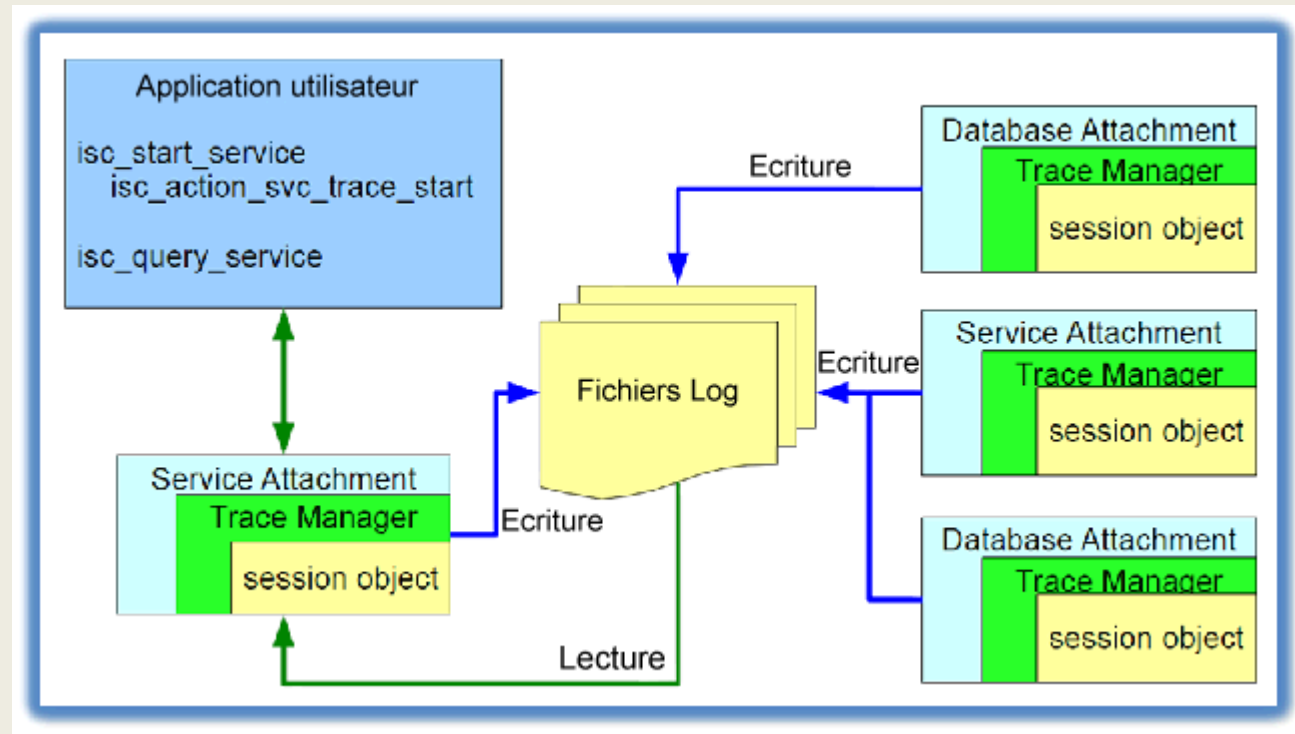 Application utilisateur
isc_start_service
isc_action_svc_trace_start
isc_query_service
Service Attachment
Trace Manager
session object
Ecriture
Lecture
Fichiers Log
Ecriture
Database Attachment
Trace Manager
session object
Ecriture
Service Attachment
Trace Manager
session object
Database Attachment
Trace Manager
session object